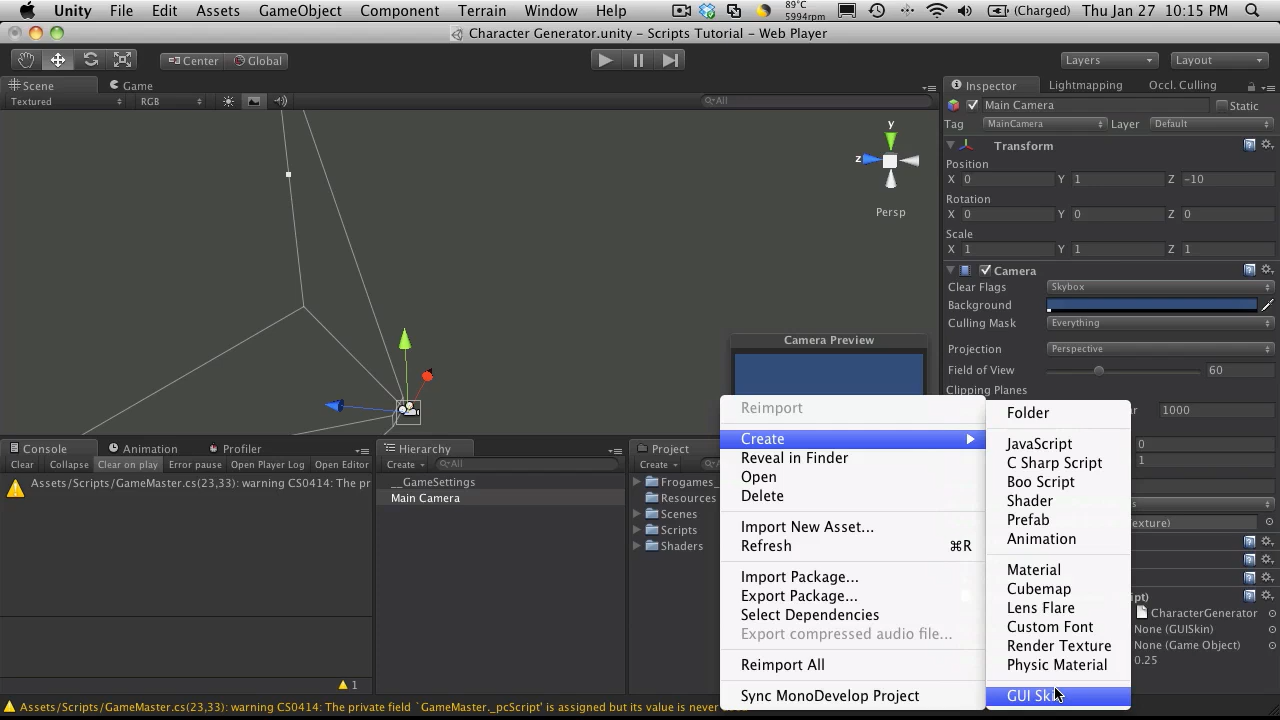 Unity File Edit Assets GameObject Component Terrain Window Help 89°C 5994rpm (Charged) Thu Jan 27 10:15 PM
Character Generator.unity – Scripts Tutorial – Web Player
Center Global Layers Layout
Scene Game
Textured RGB All
y
z
Persp
Camera Preview
Inspector Lightmapping Occl. Culling
Main Camera Static
Tag MainCamera Layer Default
Transform
Position
X 0 Y 1 Z -10
Rotation
X 0 Y 0 Z 0
Scale
X 1 Y 1 Z 1
Camera
Clear Flags Skybox
Background
Culling Mask Everything
Projection Perspective
Field of View 60
Clipping Planes
1000
0
1
CharacterGenerator
None (GUISkin)
None (Game Object)
0.25
Console Animation Profiler
Clear Collapse Clear on play Error pause Open Player Log Open Editor
Assets/Scripts/GameMaster.cs(23,33): warning CS0414: The pr
1
Hierarchy
Create All
__GameSettings
Main Camera
Project
Create
Frogames_
Resources
Scenes
Scripts
Shaders
Reimport
Create
Reveal in Finder
Open
Delete
Import New Asset...
Refresh ⌘R
Import Package...
Export Package...
Select Dependencies
Export compressed audio file...
Reimport All
Sync MonoDevelop Project
Folder
JavaScript
C Sharp Script
Boo Script
Shader
Prefab
Animation
Material
Cubemap
Lens Flare
Custom Font
Render Texture
Physic Material
GUI
Assets/Scripts/GameMaster.cs(23,33): warning CS0414: The private field `GameMaster._pcScript' is assigned but its value is never